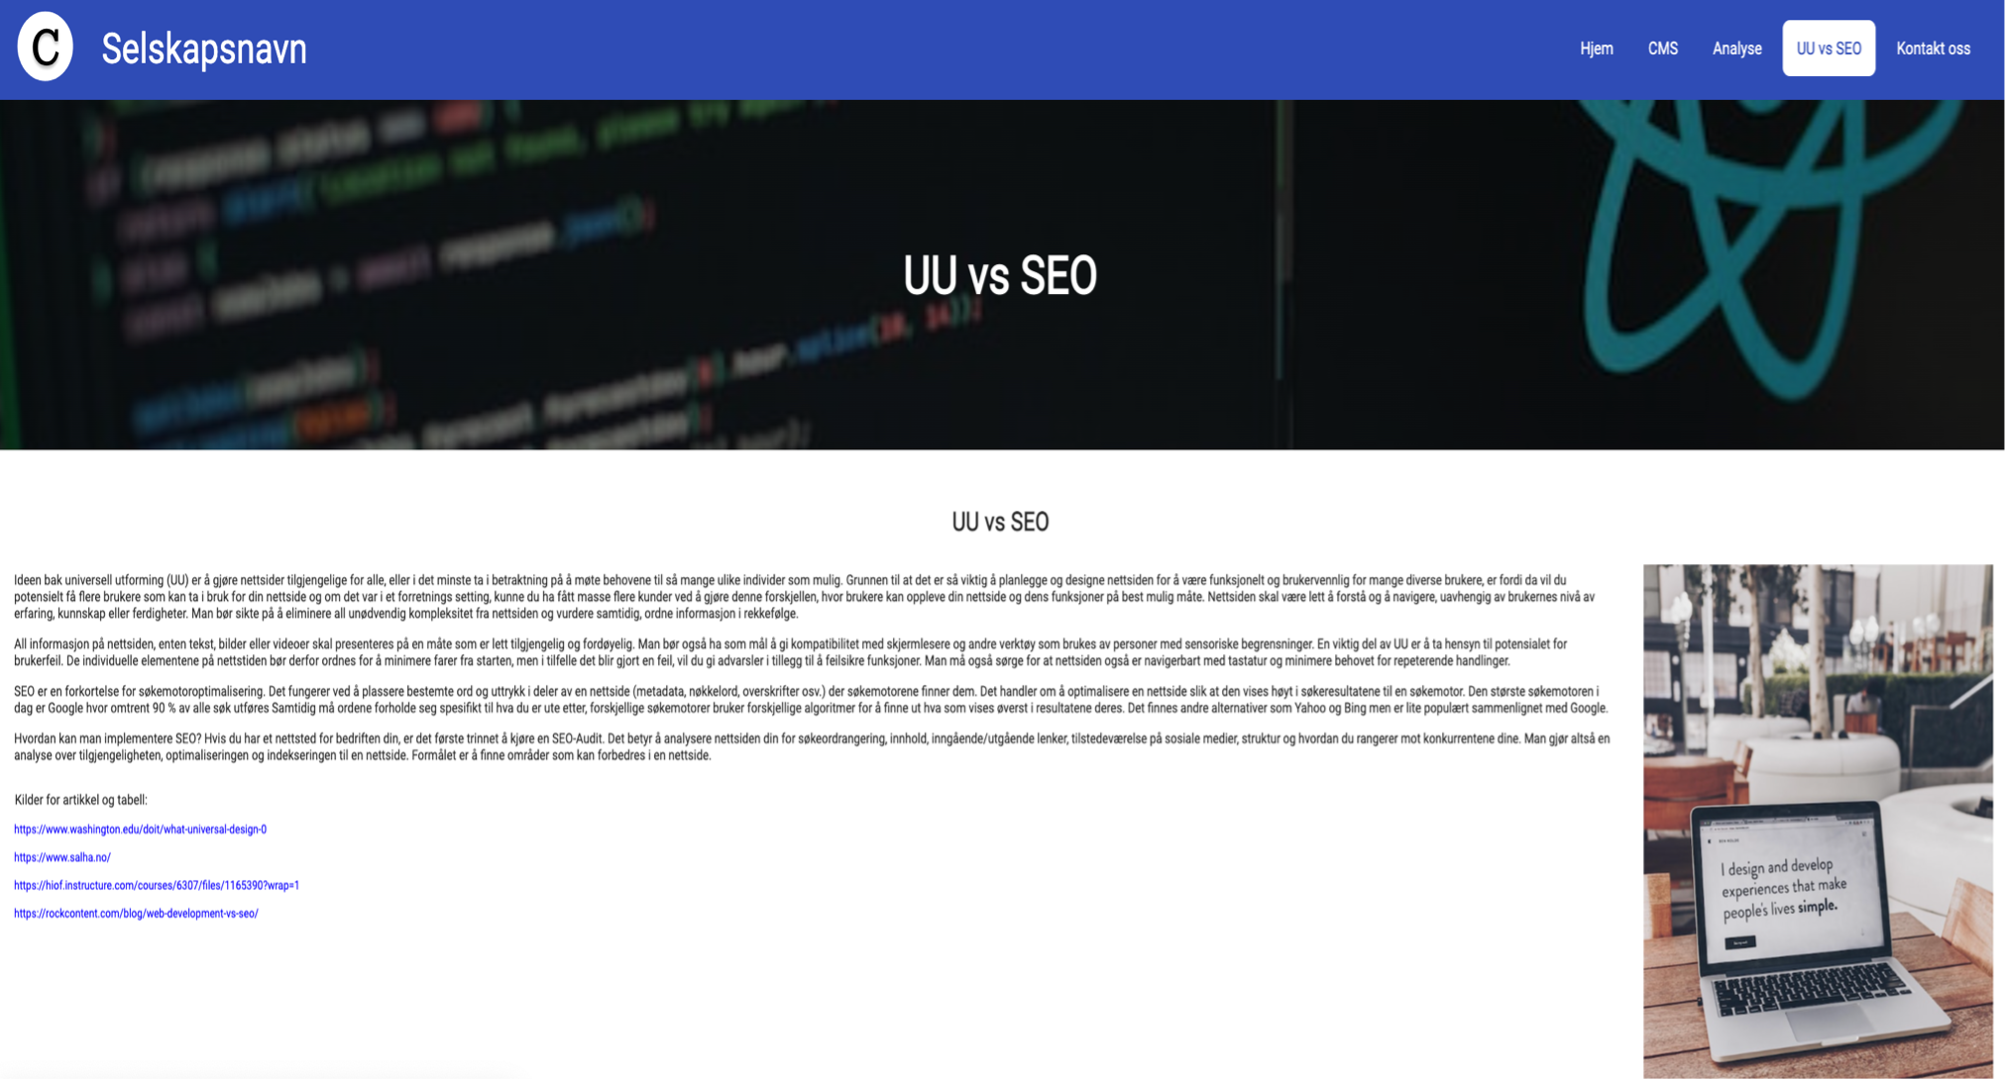 C Selskapsnavn Hjem CMS Analyse UU vs SEO Kontakt oss
UU vs SEO
UU vs SEO
Ideen bak universell utforming (UU) er å gjøre nettsider tilgjengelige for alle, eller i det minste ta i betraktning på å møte behovene til så mange ulike individer som mulig. Grunnen til at det er så viktig å planlegge og designe nettsiden for å være funksjonelt og brukervennlig for mange diverse brukere, er fordi da vil du
potensielt få flere brukere som kan ta i bruk for din nettside og om det var i et forretnings setting, kunne du ha fått masse flere kunder ved å gjøre denne forskjellen, hvor brukere kan oppleve din nettside og dens funksjoner på best mulig måte. Nettsiden skal være lett å forstå og å navigere, uavhengig av brukernes nivå av
erfaring, kunnskap eller ferdigheter. Man bør sikte på å eliminere all unødvendig kompleksitet fra nettsiden og vurdere samtidig, ordne informasjon i rekkefølge.
All informasjon på nettsiden, enten tekst, bilder eller videoer skal presenteres på en måte som er lett tilgjengelig og fordøyelig. Man bør også ha som mål å gi kompatibilitet med skjermlesere og andre verktøy som brukes av personer med sensoriske begrensninger. En viktig del av UU er å ta hensyn til potensialet for
brukerfeil. De individuelle elementene på nettstiden bør derfor ordnes for å minimere farer fra starten, men i tilfelle det blir gjort en feil, vil du gi advarsler i tillegg til å feilsikre funksjoner. Man må også sørge for at nettsiden også er navigerbart med tastatur og minimere behovet for repeterende handlinger.
SEO er en forkortelse for søkemotoroptimalisering. Det fungerer ved å plassere bestemte ord og uttrykk i deler av en nettside (metadata, nøkkelord, overskrifter osv.) der søkemotorene finner dem. Det handler om å optimalisere en nettside slik at den vises høyt i søkeresultatene til en søkemotor. Den største søkemotoren i
dag er Google hvor omtrent 90 % av alle søk utføres Samtidig må ordene forholde seg spesifikt til hva du er ute etter, forskjellige søkemotorer bruker forskjellige algoritmer for å finne ut hva som vises øverst i resultatene deres. Det finnes andre alternativer som Yahoo og Bing men er lite populært sammenlignet med Google.
Hvordan kan man implementere SEO? Hvis du har et nettsted for bedriften din, er det første trinnet å kjøre en SEO-Audit. Det betyr å analysere nettsiden din for søkeordrangering, innhold, inngående/utgående lenker, tilstedeværelse på sosiale medier, struktur og hvordan du rangerer mot konkurrentene dine. Man gjør altså en
analyse over tilgjengeligheten, optimaliseringen og indekseringen til en nettside. Formålet er å finne områder som kan forbedres i en nettside.
Kilder for artikkel og tabell:
https://www.washington.edu/doit/what-universal-design-0
https://www.salha.no/
https://hiof.instructure.com/courses/6307/files/1165390?wrap=1
https://rockcontent.com/blog/web-development-vs-seo/
I design and develop
experiences that make
people's lives simple.